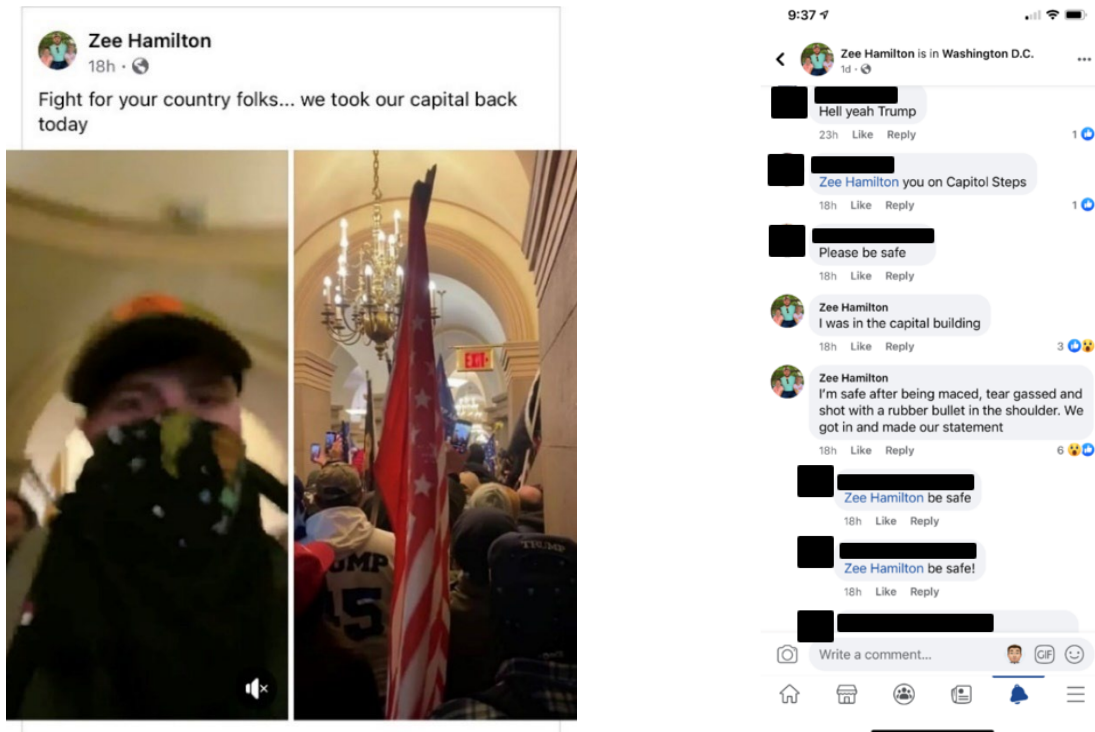 Zee Hamilton
18h
Fight for your country folks... we took our capital back
today
EXIT
TRUMP
UMP
45
9:37
Zee Hamilton is in Washington D.C.
1d
Hell yeah Trump
23h Like Reply 1
Zee Hamilton you on Capitol Steps
18h Like Reply 1
Please be safe
18h Like Reply
Zee Hamilton
I was in the capital building
18h Like Reply 3
Zee Hamilton
I'm safe after being maced, tear gassed and
shot with a rubber bullet in the shoulder. We
got in and made our statement
18h Like Reply 6
Zee Hamilton be safe
18h Like Reply
Zee Hamilton be safe!
18h Like Reply
Write a comment...
GIF